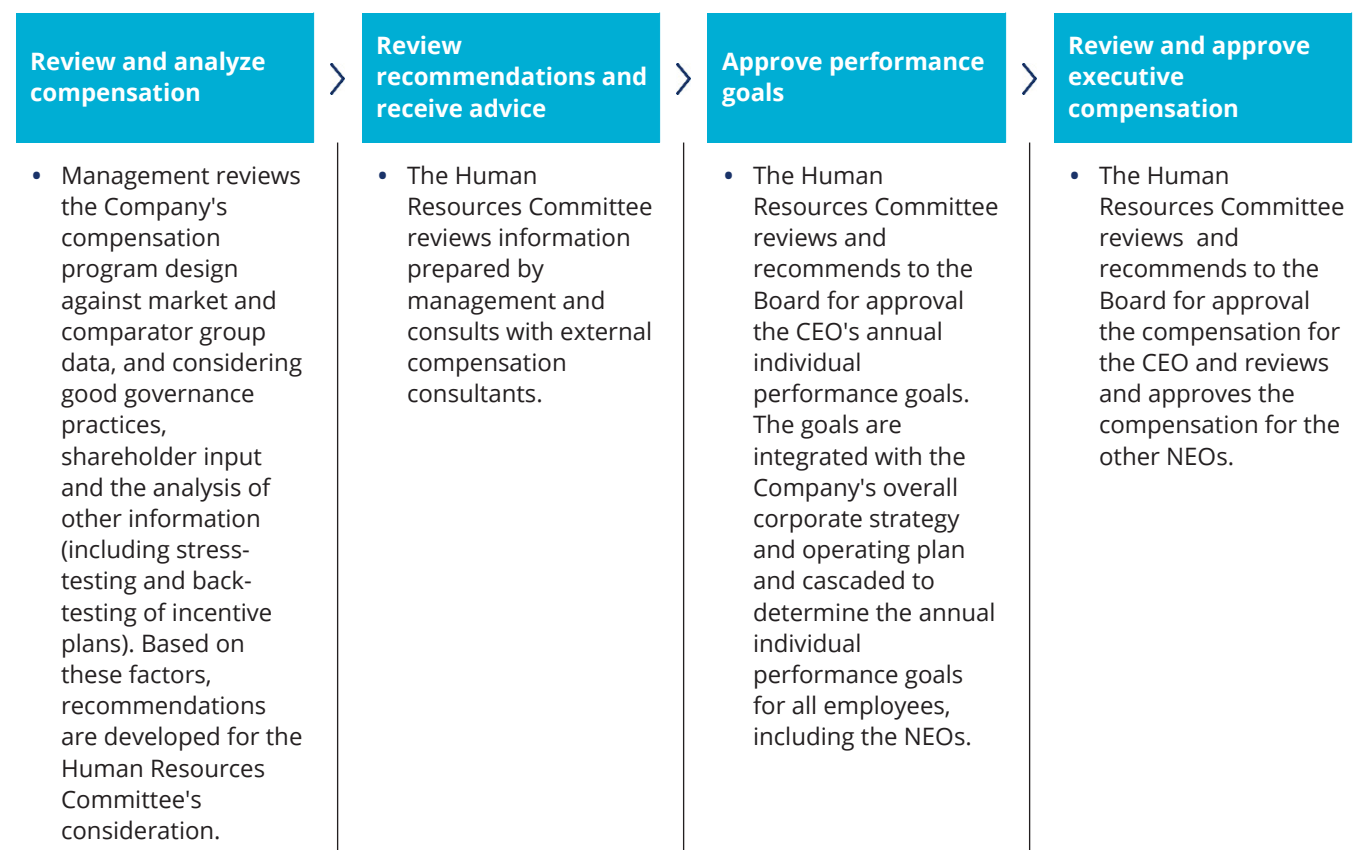 Review and analyze
compensation
Review
recommendations and
receive advice
Approve performance
goals
Review and approve
executive
compensation
• Management reviews
the Company's
compensation
program design
against market and
comparator group
data, and considering
good governance
practices,
shareholder input
and the analysis of
other information
(including stress-
testing and back-
testing of incentive
plans). Based on
these factors,
recommendations
are developed for the
Human Resources
Committee's
consideration.
• The Human
Resources Committee
reviews information
prepared by
management and
consults with external
compensation
consultants.
• The Human
Resources Committee
reviews and
recommends to the
Board for approval
the CEO's annual
individual
performance goals.
The goals are
integrated with the
Company's overall
corporate strategy
and operating plan
and cascaded to
determine the annual
individual
performance goals
for all employees,
including the NEOs.
• The Human
Resources Committee
reviews  and
recommends to the
Board for approval
the compensation for
the CEO and reviews
and approves the
compensation for the
other NEOs.